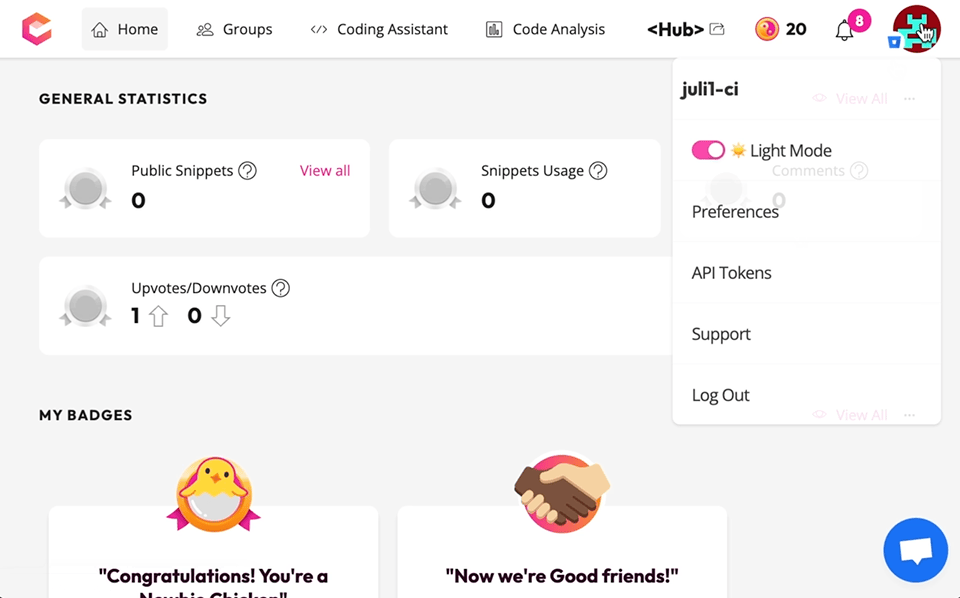 Home
Groups
Coding Assistant
Code Analysis
<Hub>
20
8
GENERAL STATISTICS
juli1-ci
View All
Public Snippets
View all
0
Snippets Usage
0
Light Mode
Comments
0
Preferences
API Tokens
Upvotes/Downvotes
1 0
Support
Log Out
View All
MY BADGES
"Congratulations! You're a
Newbie Chicken"
"Now we're Good friends!"